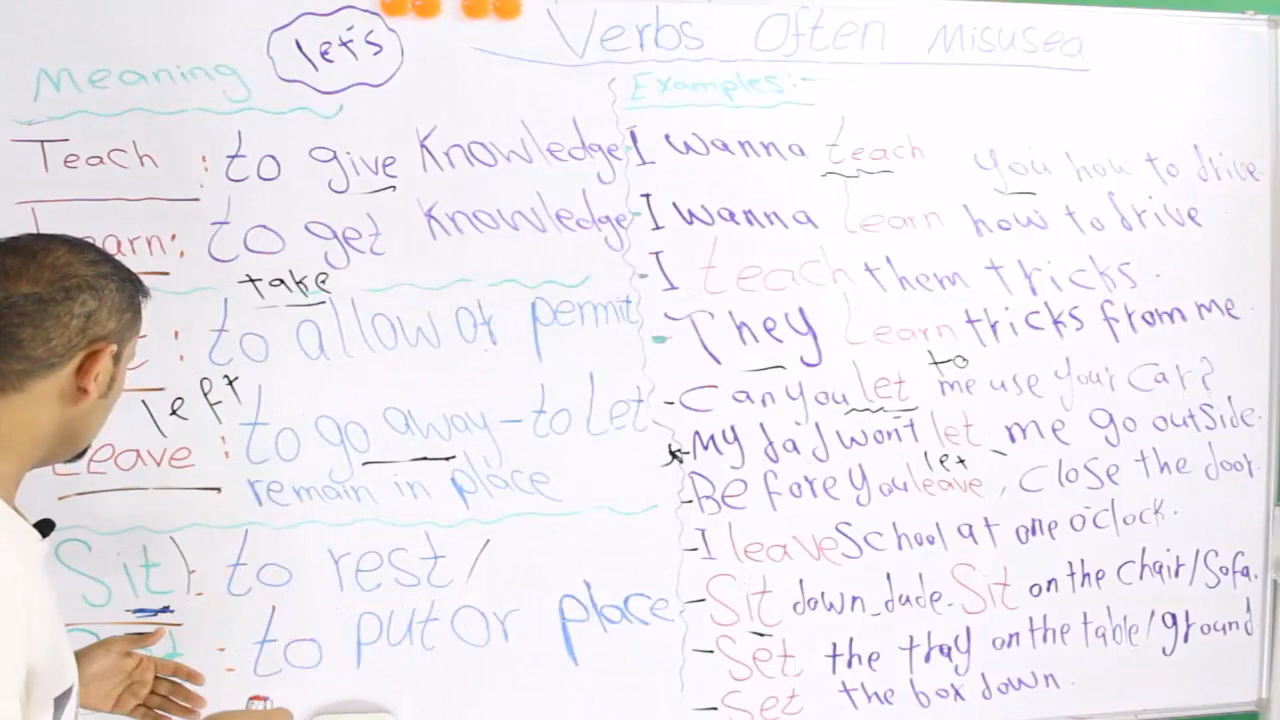 let's
Verbs Often Misused
Meaning
Examples:-
Teach : to give Knowledge
arn: to get Knowledge
take
: to allow or permit
left
Leave : to go away - to Let
remain in place
Sit : to rest/
: to put or place
I wanna teach you how to drive
- I wanna learn how to drive
- I teach them tricks.
- They Learn tricks from me
to
- Can you let me use your Car?
My dad won't let me go outside.
let
- Before you leave, Close the door.
- I leave School at one o'clock.
- Sit down dude. Sit on the chair/Sofa.
- Set the tray on the table/ground.
- Set the box down.